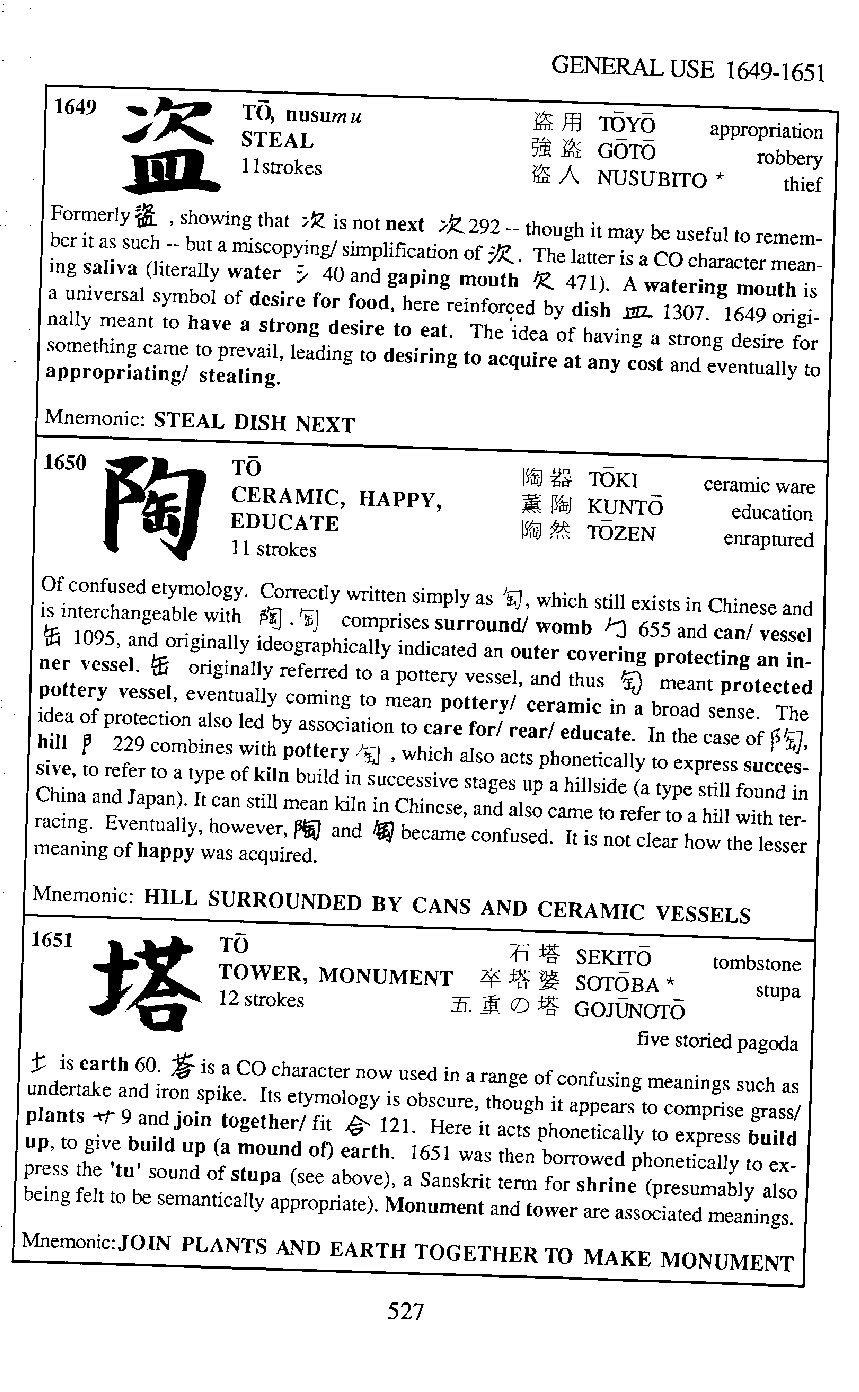 GENERAL USE 1649-1651
1649 盗 TŌ, nusumu 盗用 TŌYŌ appropriation
STEAL 強盗 GŌTŌ robbery
11strokes 盗人 NUSUBITO * thief
Formerly 盜 , showing that 次 is not next 次 292 -- though it may be useful to remem-
ber it as such -- but a miscopying/ simplification of 㳄 . The latter is a CO character mean-
ing saliva (literally water 氵 40 and gaping mouth 欠 471). A watering mouth is
a universal symbol of desire for food, here reinforced by dish 皿 1307. 1649 origi-
nally meant to have a strong desire to eat. The idea of having a strong desire for
something came to prevail, leading to desiring to acquire at any cost and eventually to
appropriating/ stealing.
Mnemonic: STEAL DISH NEXT
1650 陶 TŌ 陶器 TŌKI ceramic ware
CERAMIC, HAPPY, 薫陶 KUNTŌ education
EDUCATE 陶然 TŌZEN enraptured
11 strokes
Of confused etymology. Correctly written simply as 匋, which still exists in Chinese and
is interchangeable with 陶 . 匋 comprises surround/ womb 勹 655 and can/ vessel
缶 1095, and originally ideographically indicated an outer covering protecting an in-
ner vessel. 缶 originally referred to a pottery vessel, and thus 匋 meant protected
pottery vessel, eventually coming to mean pottery/ ceramic in a broad sense. The
idea of protection also led by association to care for/ rear/ educate. In the case of 陶,
hill 阝 229 combines with pottery 匋 , which also acts phonetically to express succes-
sive, to refer to a type of kiln build in successive stages up a hillside (a type still found in
China and Japan). It can still mean kiln in Chinese, and also came to refer to a hill with ter-
racing. Eventually, however, 陶 and 匋 became confused. It is not clear how the lesser
meaning of happy was acquired.
Mnemonic: HILL SURROUNDED BY CANS AND CERAMIC VESSELS
1651 塔 TŌ 石塔 SEKITŌ tombstone
TOWER, MONUMENT 卒塔婆 SOTŌBA * stupa
12 strokes 五重の塔 GOJŪNOTŌ
five storied pagoda
土 is earth 60. 荅 is a CO character now used in a range of confusing meanings such as
undertake and iron spike. Its etymology is obscure, though it appears to comprise grass/
plants 艹 9 and join together/ fit 合 121. Here it acts phonetically to express build
up, to give build up (a mound of) earth. 1651 was then borrowed phonetically to ex-
press the 'tu' sound of stupa (see above), a Sanskrit term for shrine (presumably also
being felt to be semantically appropriate). Monument and tower are associated meanings.
Mnemonic:JOIN PLANTS AND EARTH TOGETHER TO MAKE MONUMENT
527